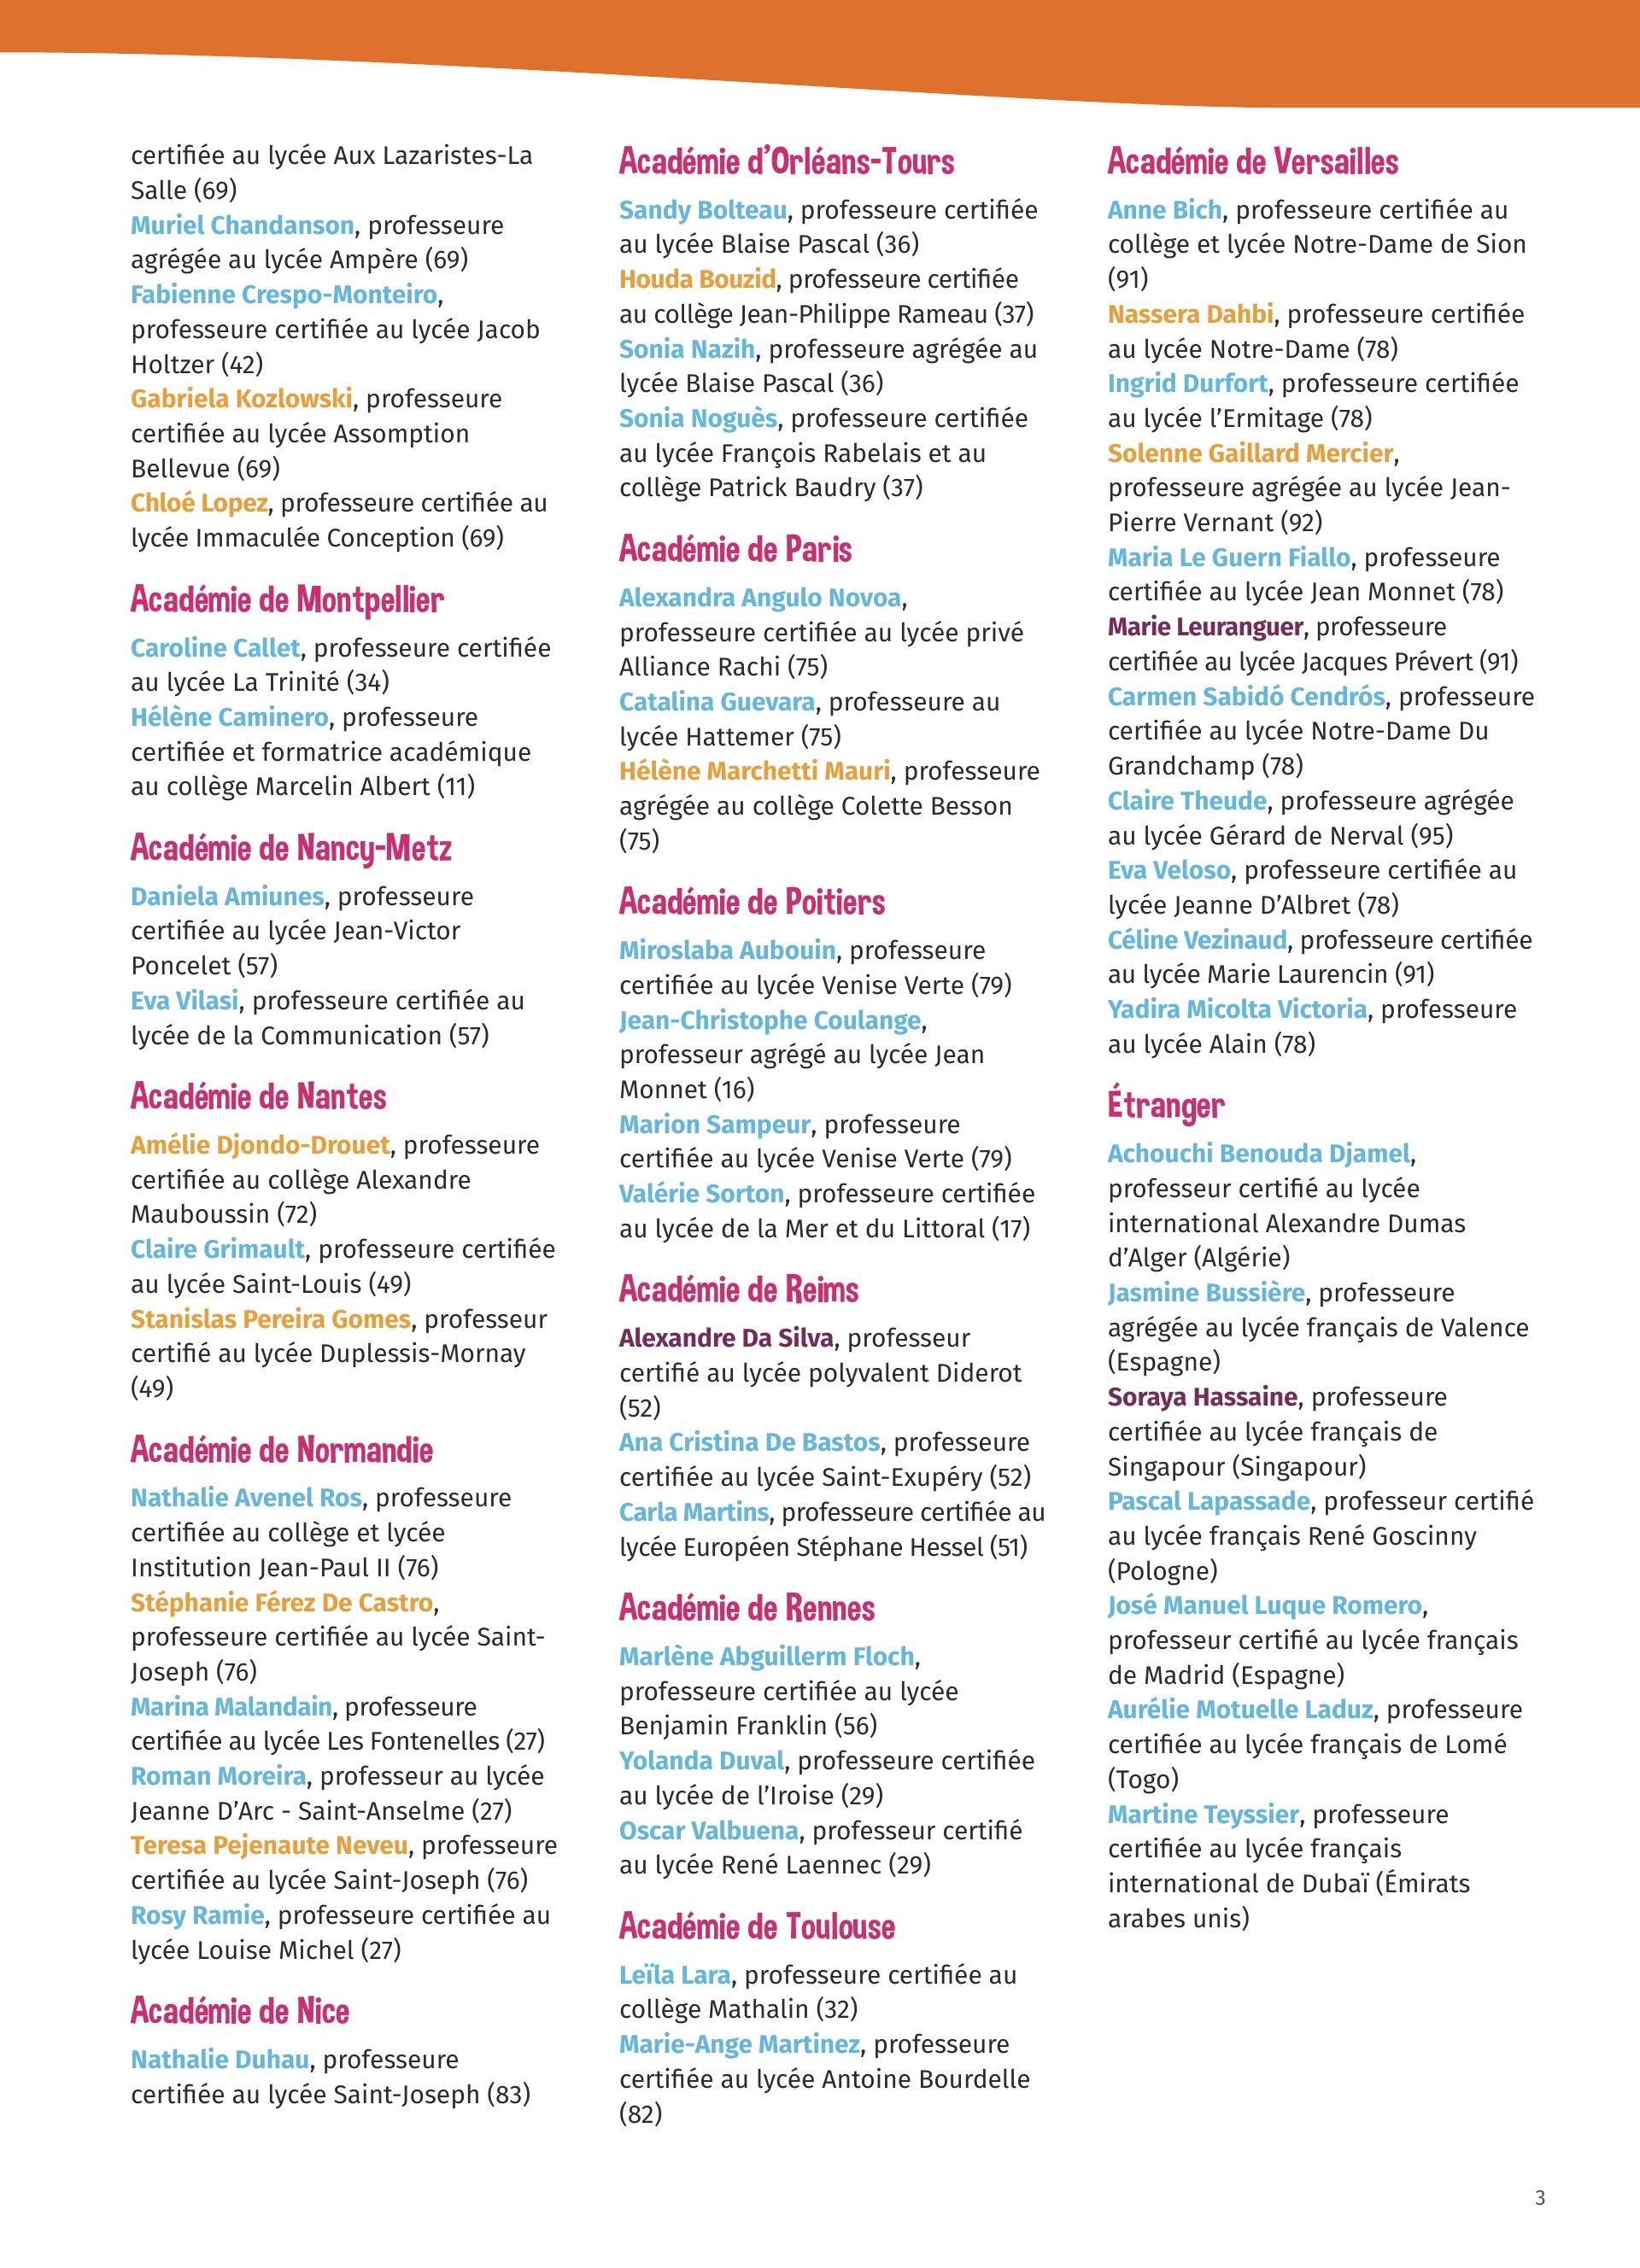 certifiée au lycée Aux Lazaristes-La
Salle (69)
Muriel Chandanson, professeure
agrégée au lycée Ampère (69)
Fabienne Crespo-Monteiro,
professeure certifiée au lycée Jacob
Holtzer (42)
Gabriela Kozlowski, professeure
certifiée au lycée Assomption
Bellevue (69)
Chloé Lopez, professeure certifiée au
lycée Immaculée Conception (69)
Académie de Montpellier
Caroline Callet, professeure certifiée
au lycée La Trinité (34)
Hélène Caminero, professeure
certifiée et formatrice académique
au collège Marcelin Albert (11)
Académie de Nancy-Metz
Daniela Amiunes, professeure
certifiée au lycée Jean-Victor
Poncelet (57)
Eva Vilasi, professeure certifiée au
lycée de la Communication (57)
Académie de Nantes
Amélie Djondo-Drouet, professeure
certifiée au collège Alexandre
Mauboussin (72)
Claire Grimault, professeure certifiée
au lycée Saint-Louis (49)
Stanislas Pereira Gomes, professeur
certifié au lycée Duplessis-Mornay
(49)
Académie de Normandie
Nathalie Avenel Ros, professeure
certifiée au collège et lycée
Institution Jean-Paul II (76)
Stéphanie Férez De Castro,
professeure certifiée au lycée Saint-
Joseph (76)
Marina Malandain, professeure
certifiée au lycée Les Fontenelles (27)
Roman Moreira, professeur au lycée
Jeanne D'Arc - Saint-Anselme (27)
Teresa Pejenaute Neveu, professeure
certifiée au lycée Saint-Joseph (76)
Rosy Ramie, professeure certifiée au
lycée Louise Michel (27)
Académie de Nice
Nathalie Duhau, professeure
certifiée au lycée Saint-Joseph (83)
Académie d'Orléans-Tours
Sandy Bolteau, professeure certifiée
au lycée Blaise Pascal (36)
Houda Bouzid, professeure certifiée
au collège Jean-Philippe Rameau (37)
Sonia Nazih, professeure agrégée au
lycée Blaise Pascal (36)
Sonia Noguès, professeure certifiée
au lycée François Rabelais et au
collège Patrick Baudry (37)
Académie de Paris
Alexandra Angulo Novoa,
professeure certifiée au lycée privé
Alliance Rachi (75)
Catalina Guevara, professeure au
lycée Hattemer (75)
Hélène Marchetti Mauri, professeure
agrégée au collège Colette Besson
(75)
Académie de Poitiers
Miroslaba Aubouin, professeure
certifiée au lycée Venise Verte (79)
Jean-Christophe Coulange,
professeur agrégé au lycée Jean
Monnet (16)
Marion Sampeur, professeure
certifiée au lycée Venise Verte (79)
Valérie Sorton, professeure certifiée
au lycée de la Mer et du Littoral (17)
Académie de Reims
Alexandre Da Silva, professeur
certifié au lycée polyvalent Diderot
(52)
Ana Cristina De Bastos, professeure
certifiée au lycée Saint-Exupéry (52)
Carla Martins, professeure certifiée au
lycée Européen Stéphane Hessel (51)
Académie de Rennes
Marlène Abguillerm Floch,
professeure certifiée au lycée
Benjamin Franklin (56)
Yolanda Duval, professeure certifiée
au lycée de l'Iroise (29)
Oscar Valbuena, professeur certifié
au lycée René Laennec (29)
Académie de Toulouse
Leïla Lara, professeure certifiée au
collège Mathalin (32)
Marie-Ange Martinez, professeure
certifiée au lycée Antoine Bourdelle
(82)
Académie de Versailles
Anne Bich, professeure certifiée au
collège et lycée Notre-Dame de Sion
(91)
Nassera Dahbi, professeure certifiée
au lycée Notre-Dame (78)
Ingrid Durfort, professeure certifiée
au lycée l'Ermitage (78)
Solenne Gaillard Mercier,
professeure agrégée au lycée Jean-
Pierre Vernant (92)
Maria Le Guern Fiallo, professeure
certifiée au lycée Jean Monnet (78)
Marie Leuranguer, professeure
certifiée au lycée Jacques Prévert (91)
Carmen Sabidó Cendrós, professeure
certifiée au lycée Notre-Dame Du
Grandchamp (78)
Claire Theude, professeure agrégée
au lycée Gérard de Nerval (95)
Eva Veloso, professeure certifiée au
lycée Jeanne D'Albret (78)
Céline Vezinaud, professeure certifiée
au lycée Marie Laurencin (91)
Yadira Micolta Victoria, professeure
au lycée Alain (78)
Étranger
Achouchi Benouda Djamel,
professeur certifié au lycée
international Alexandre Dumas
d'Alger (Algérie)
Jasmine Bussière, professeure
agrégée au lycée français de Valence
(Espagne)
Soraya Hassaine, professeure
certifiée au lycée français de
Singapour (Singapour)
Pascal Lapassade, professeur certifié
au lycée français René Goscinny
(Pologne)
José Manuel Luque Romero,
professeur certifié au lycée français
de Madrid (Espagne)
Aurélie Motuelle Laduz, professeure
certifiée au lycée français de Lomé
(Togo)
Martine Teyssier, professeure
certifiée au lycée français
international de Dubaï (Émirats
arabes unis)
3